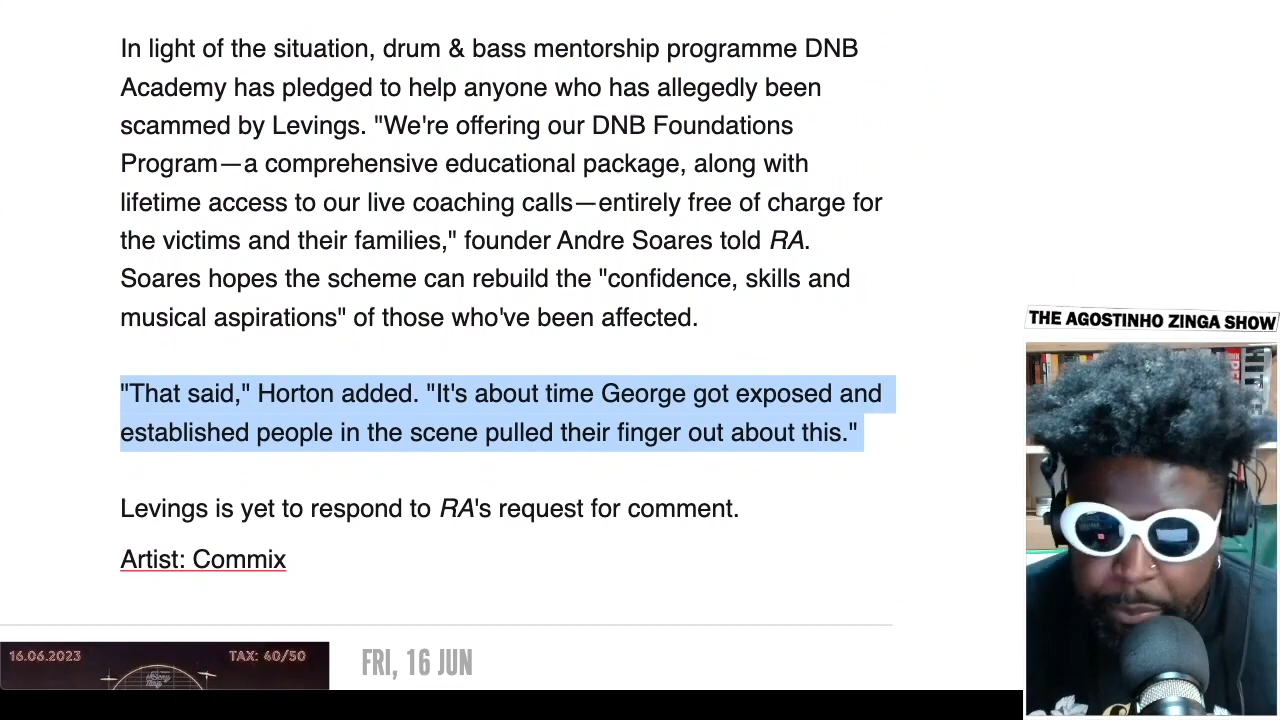 In light of the situation, drum & bass mentorship programme DNB
Academy has pledged to help anyone who has allegedly been
scammed by Levings. "We're offering our DNB Foundations
Program—a comprehensive educational package, along with
lifetime access to our live coaching calls—entirely free of charge for
the victims and their families," founder Andre Soares told RA.
Soares hopes the scheme can rebuild the "confidence, skills and
musical aspirations" of those who've been affected.
"That said," Horton added. "It's about time George got exposed and
established people in the scene pulled their finger out about this."
Levings is yet to respond to RA's request for comment.
Artist: Commix
THE AGOSTINHO ZINGA SHOW
16.06.2023 TAX: 40/50
FRI, 16 JUN